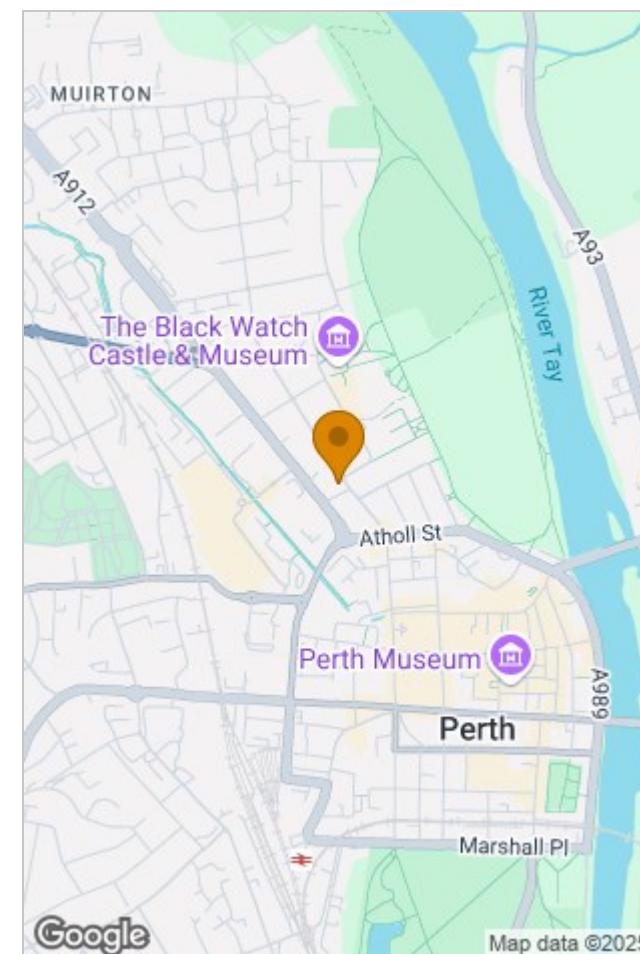 MUIRTON
A912
A93
River Tay
The Black Watch
Castle & Museum
Atholl St
Perth Museum
A989
Perth
Marshall Pl
Google
Map data ©2025